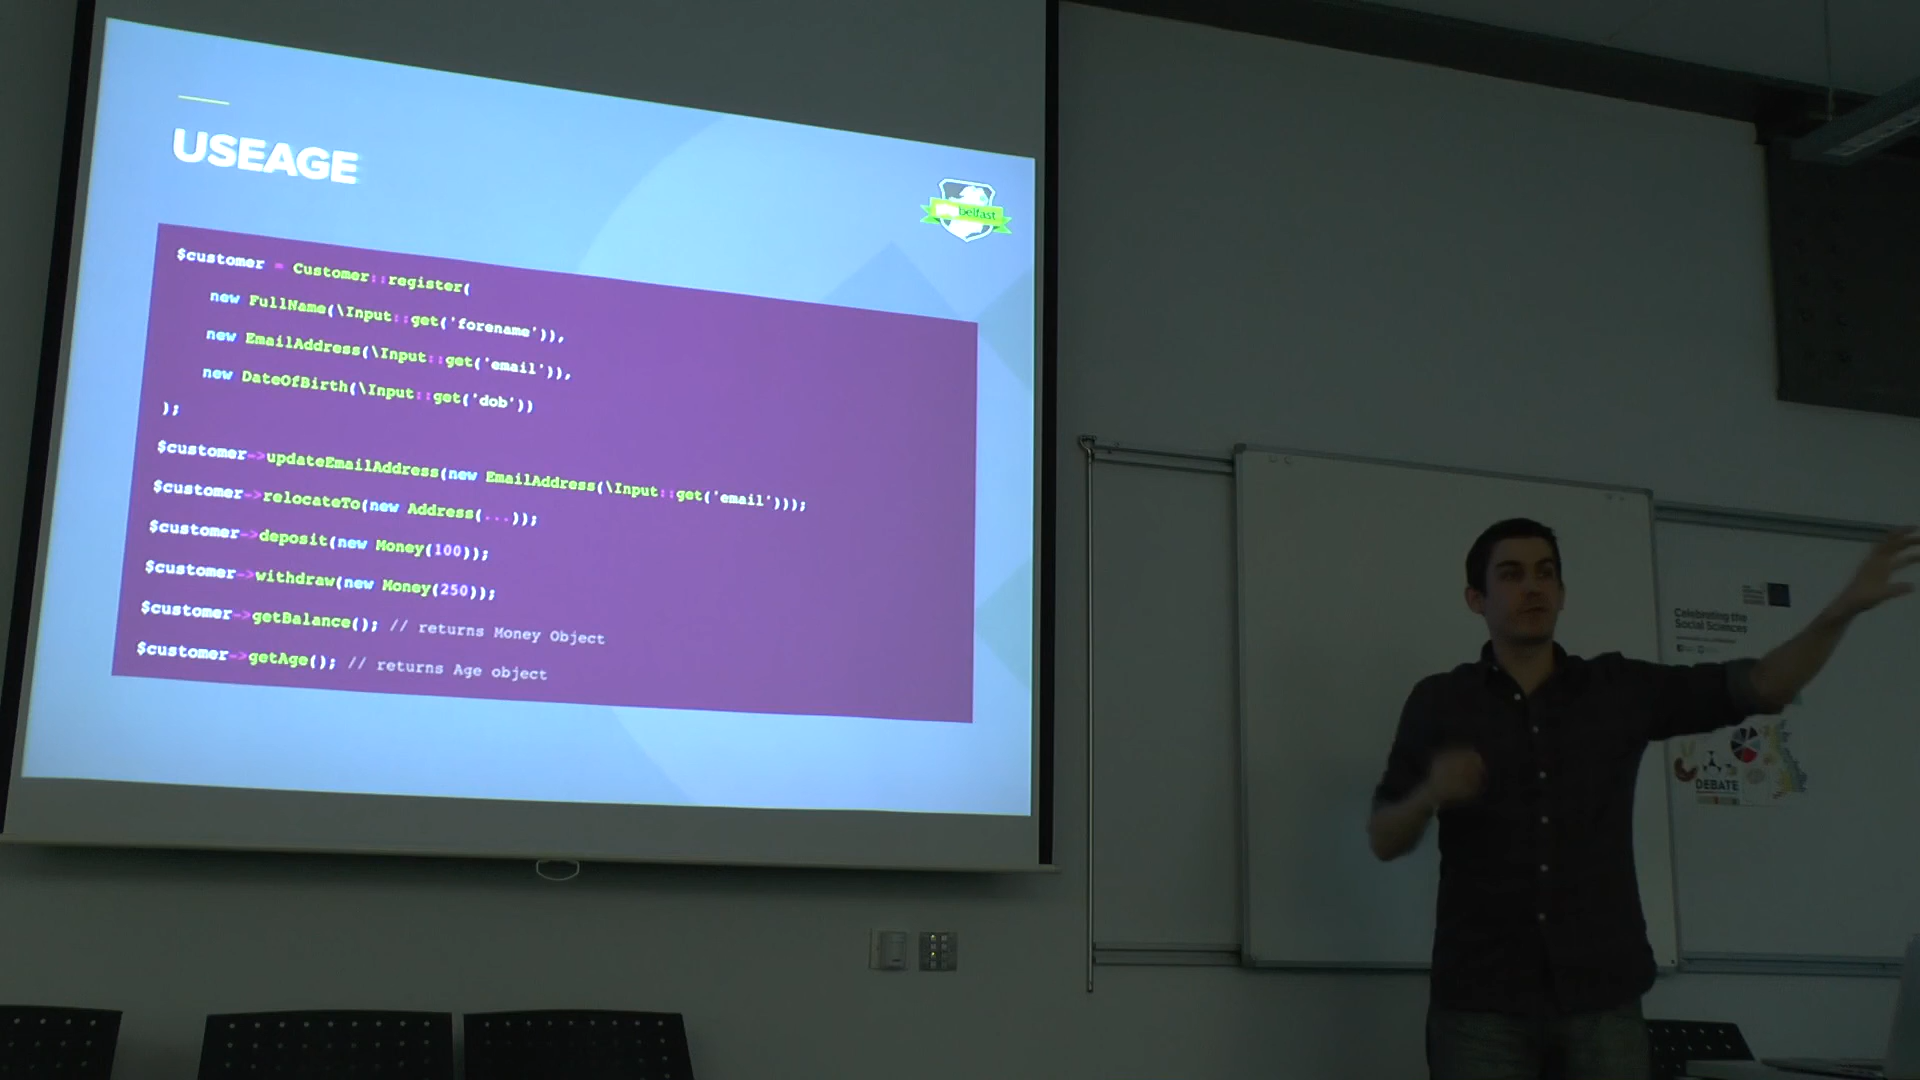 USEAGE
belfast
$customer = Customer::register(
new FullName(\Input::get('forename')),
new EmailAddress(\Input::get('email')),
new DateOfBirth(\Input::get('dob'))
);
$customer->updateEmailAddress(new EmailAddress(\Input::get('email')));
$customer->relocateTo(new Address(...));
$customer->deposit(new Money(100));
$customer->withdraw(new Money(250));
$customer->getBalance(); // returns Money Object
$customer->getAge(); // returns Age object
Celebrating the
Social Sciences
DEBATE